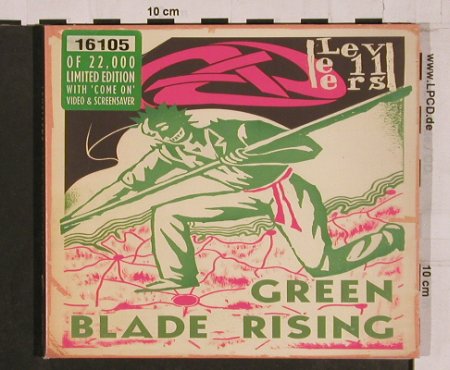 10 cm
16105
OF 22,000
LIMITED EDITION
WITH 'COME ON'
VIDEO & SCREENSAVER
Levellers
GREEN
BLADE RISING
www.LPCD.de
10 cm